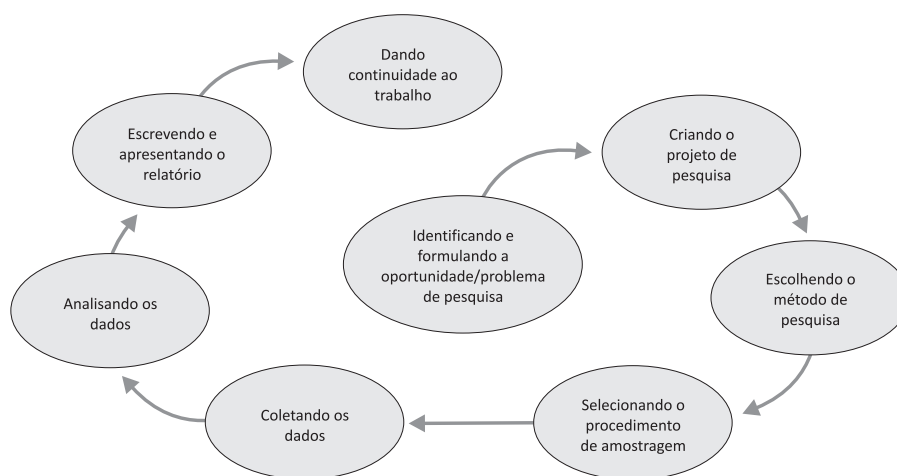 Identificando e
formulando a
oportunidade/problema
de pesquisa
Criando o
projeto de
pesquisa
Escolhendo o
método de
pesquisa
Selecionando o
procedimento
de amostragem
Coletando os
dados
Analisando os
dados
Escrevendo e
apresentando o
relatório
Dando
continuidade ao
trabalho